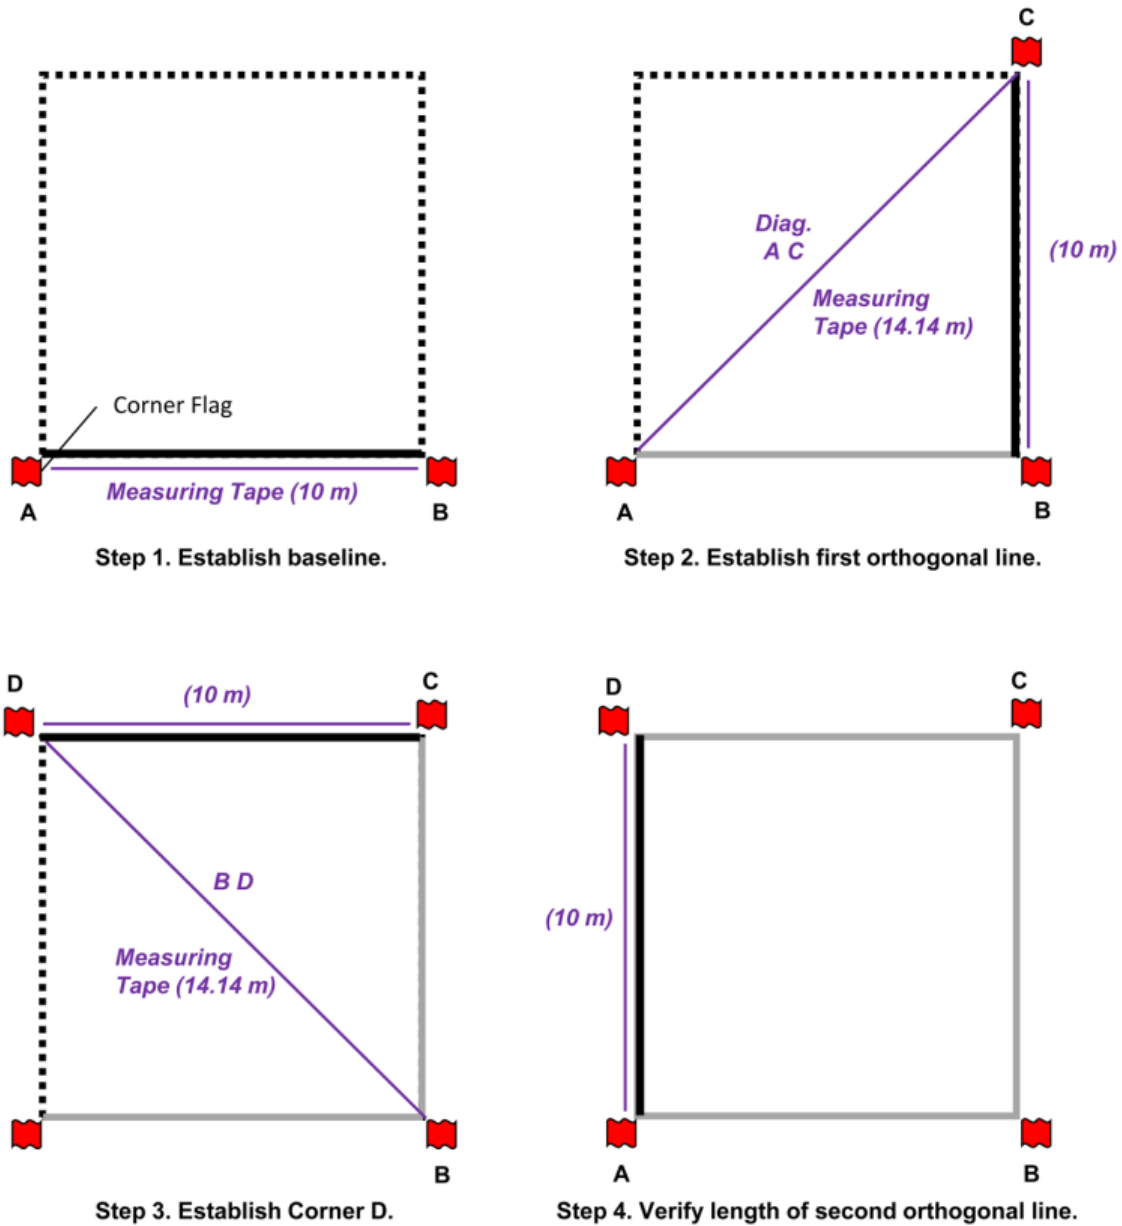 Corner Flag
Measuring Tape (10 m)
A
B
Step 1. Establish baseline.
C
Diag.
A C
(10 m)
Measuring
Tape (14.14 m)
A
B
Step 2. Establish first orthogonal line.
D
(10 m)
C
B D
Measuring
Tape (14.14 m)
B
Step 3. Establish Corner D.
D
C
(10 m)
A
B
Step 4. Verify length of second orthogonal line.